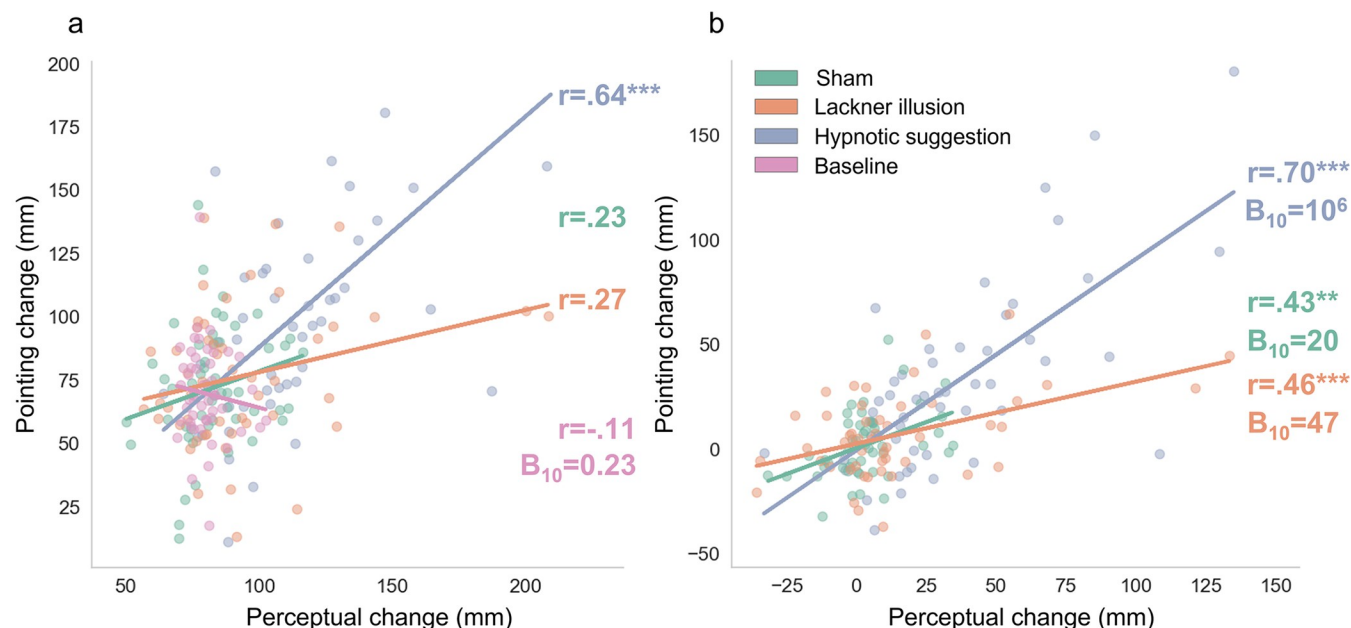 a
200
175
150
125
100
75
50
25
Pointing change (mm)
50 100 150 200
Perceptual change (mm)
r=.64***
r=.23
r=.27
r=-.11
B10=0.23
b
Sham
Lackner illusion
Hypnotic suggestion
Baseline
150
100
50
0
−50
Pointing change (mm)
−25 0 25 50 75 100 125 150
Perceptual change (mm)
r=.70***
B10=10⁶
r=.43**
B10=20
r=.46***
B10=47